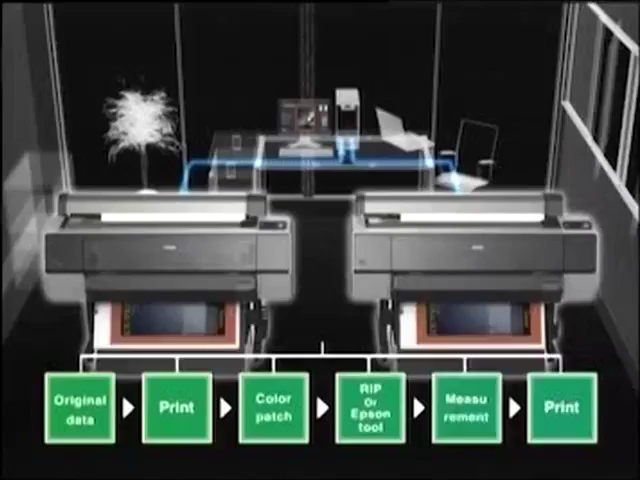 Original
data
Print
Color
patch
RIP
Or
Epson
tool
Measu
rement
Print